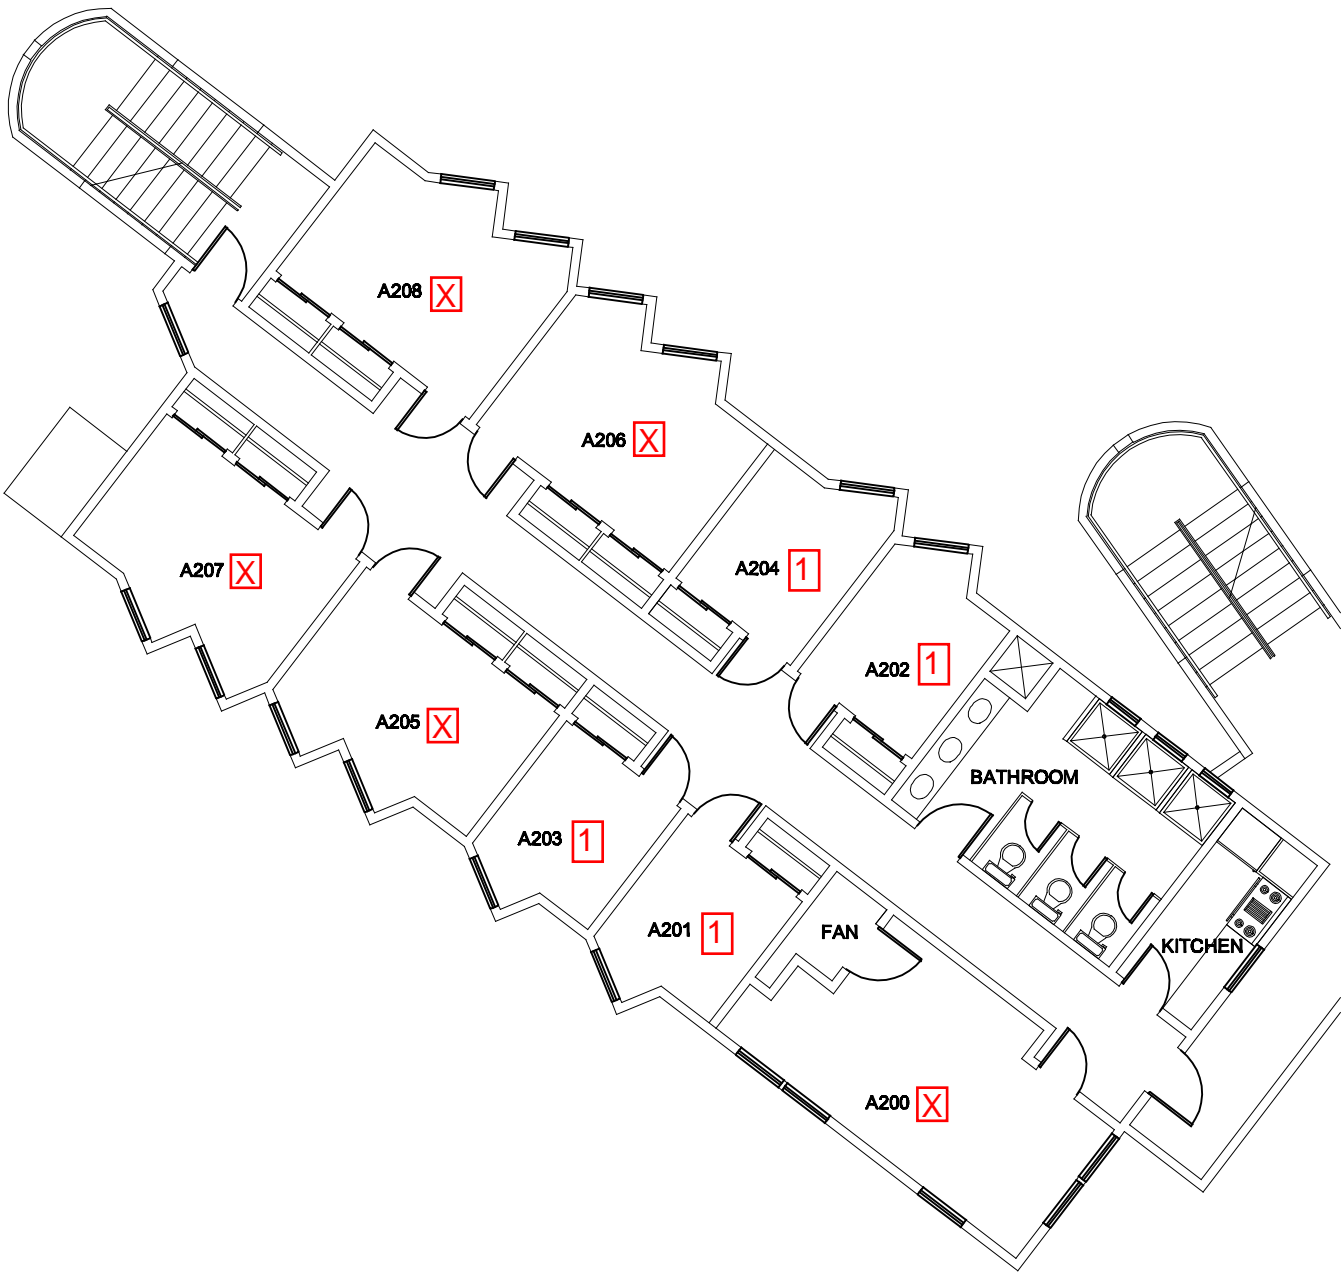 A208 X
A206 X
A204 1
A207 X
A202 1
A205 X
BATHROOM
A203 1
A201 1
FAN
KITCHEN
A200 X